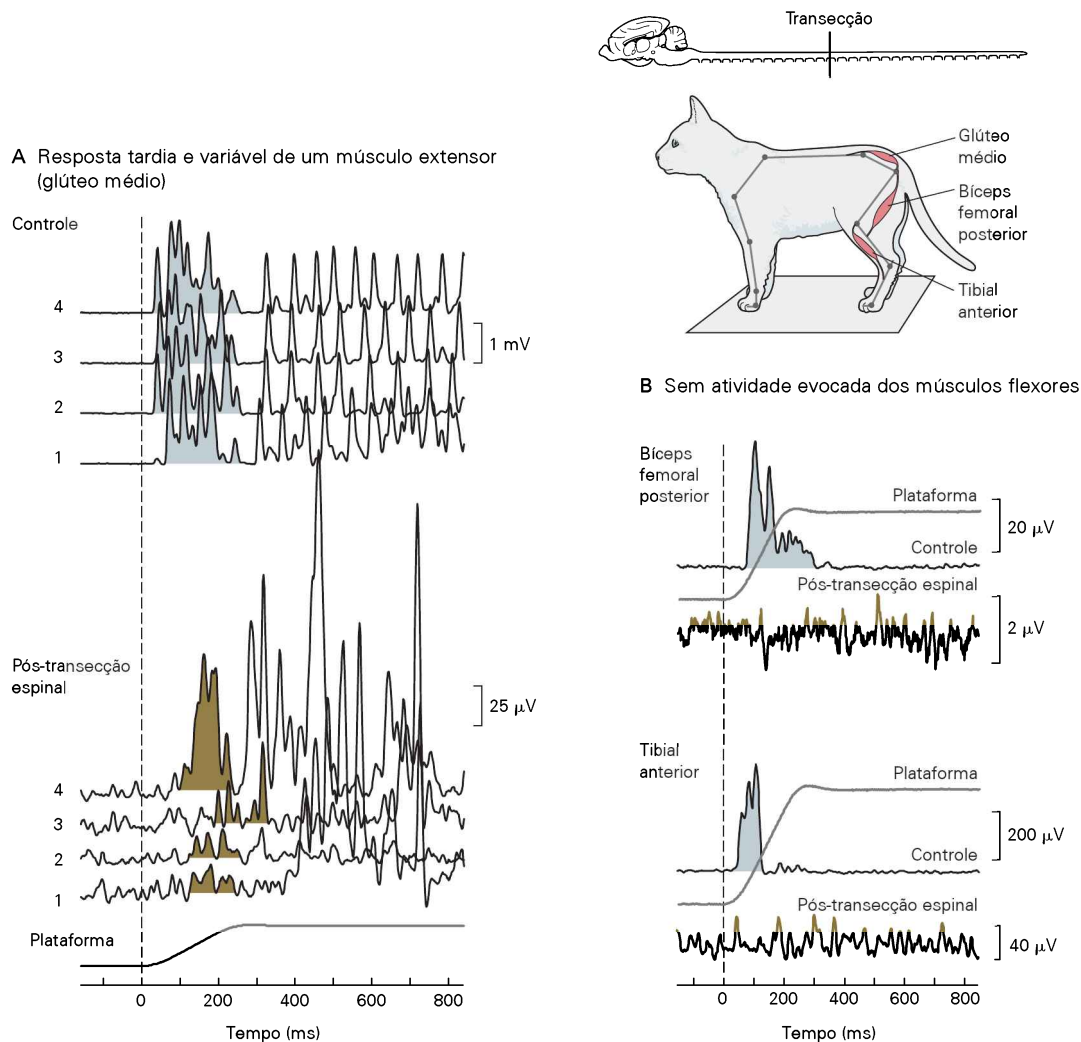 Transecção
Glúteo
médio
Bíceps
femoral
posterior
Tibial
anterior
A Resposta tardia e variável de um músculo extensor
(glúteo médio)
Controle
4
3
2
1
1 mV
Pós-transecção
espinal
25 µV
4
3
2
1
Plataforma
0 200 400 600 800
Tempo (ms)
B Sem atividade evocada dos músculos flexores
Bíceps
femoral
posterior
Plataforma
20 µV
Controle
Pós-transecção espinal
2 µV
Tibial
anterior
Plataforma
200 µV
Controle
Pós-transecção espinal
40 µV
0 200 400 600 800
Tempo (ms)